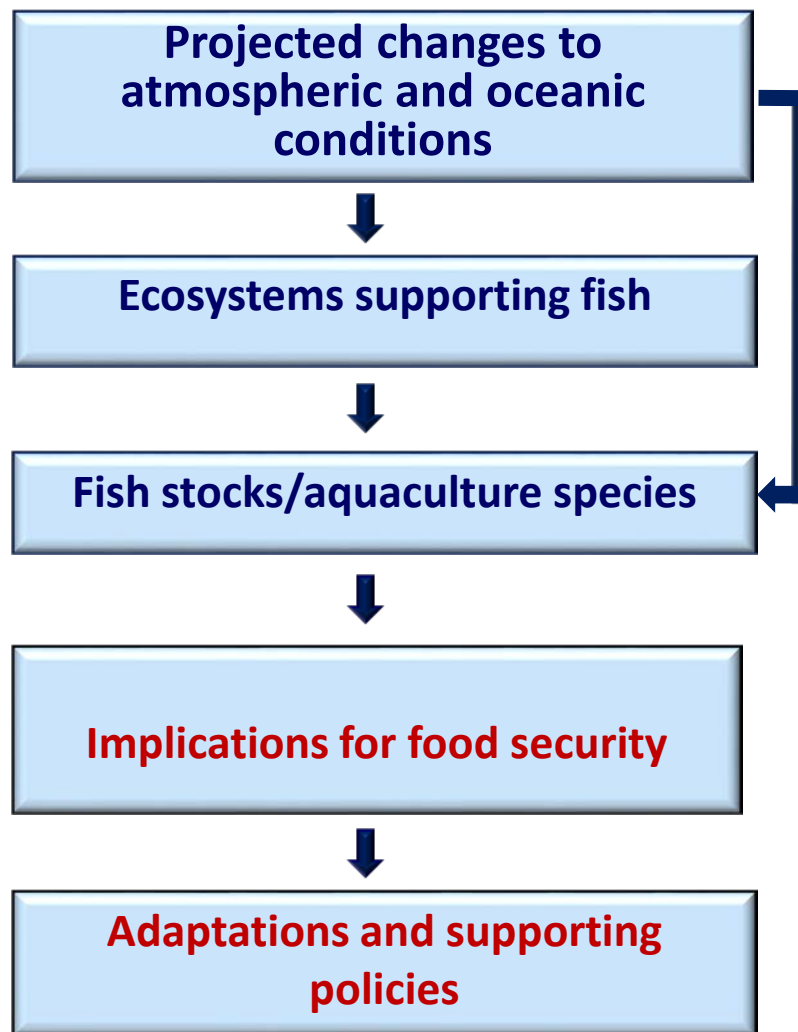 Projected changes to
atmospheric and oceanic
conditions
Ecosystems supporting fish
Fish stocks/aquaculture species
Implications for food security
Adaptations and supporting
policies